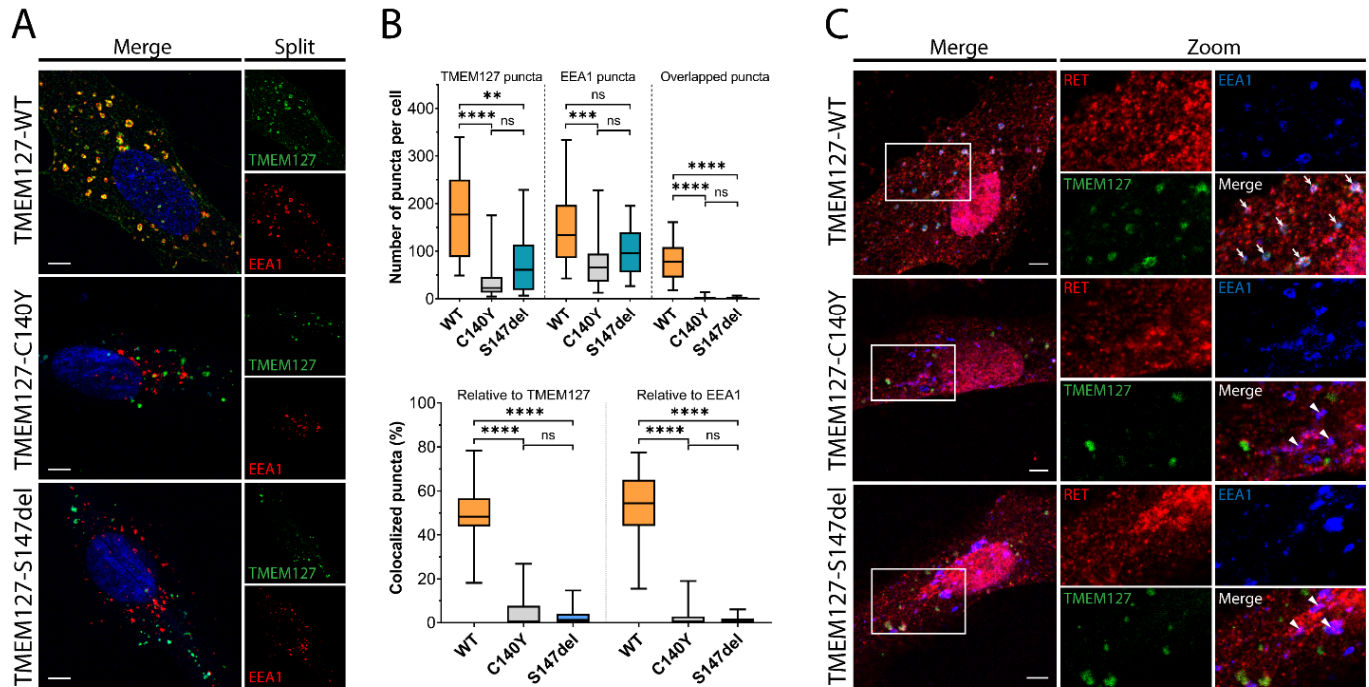 A
Merge
Split
TMEM127-WT
TMEM127
EEA1
TMEM127-C140Y
TMEM127
EEA1
TMEM127-S147del
TMEM127
EEA1
B
TMEM127 puncta
EEA1 puncta
Overlapped puncta
Number of puncta per cell
400
300
200
100
0
**
**** ns
ns
*** ns
****
**** ns
WT C140Y S147del WT C140Y S147del WT C140Y S147del
Relative to TMEM127
Relative to EEA1
Colocalized puncta (%)
100
80
60
40
20
0
****
**** ns
****
**** ns
WT C140Y S147del WT C140Y S147del
C
Merge
Zoom
TMEM127-WT
RET
EEA1
TMEM127
Merge
TMEM127-C140Y
RET
EEA1
TMEM127
Merge
TMEM127-S147del
RET
EEA1
TMEM127
Merge